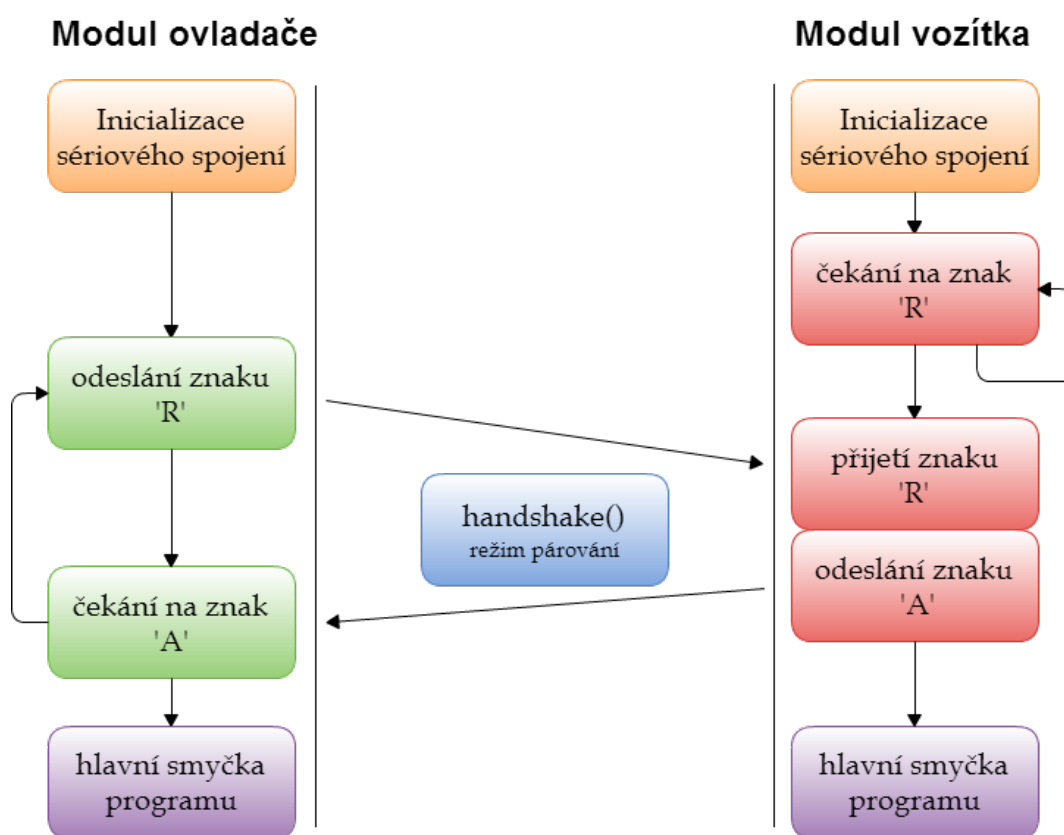 Modul ovladače
Inicializace
sériového spojení
odeslání znaku
'R'
čekání na znak
'A'
hlavní smyčka
programu
handshake()
režim párování
Modul vozítka
Inicializace
sériového spojení
čekání na znak
'R'
přijetí znaku
'R'
odeslání znaku
'A'
hlavní smyčka
programu